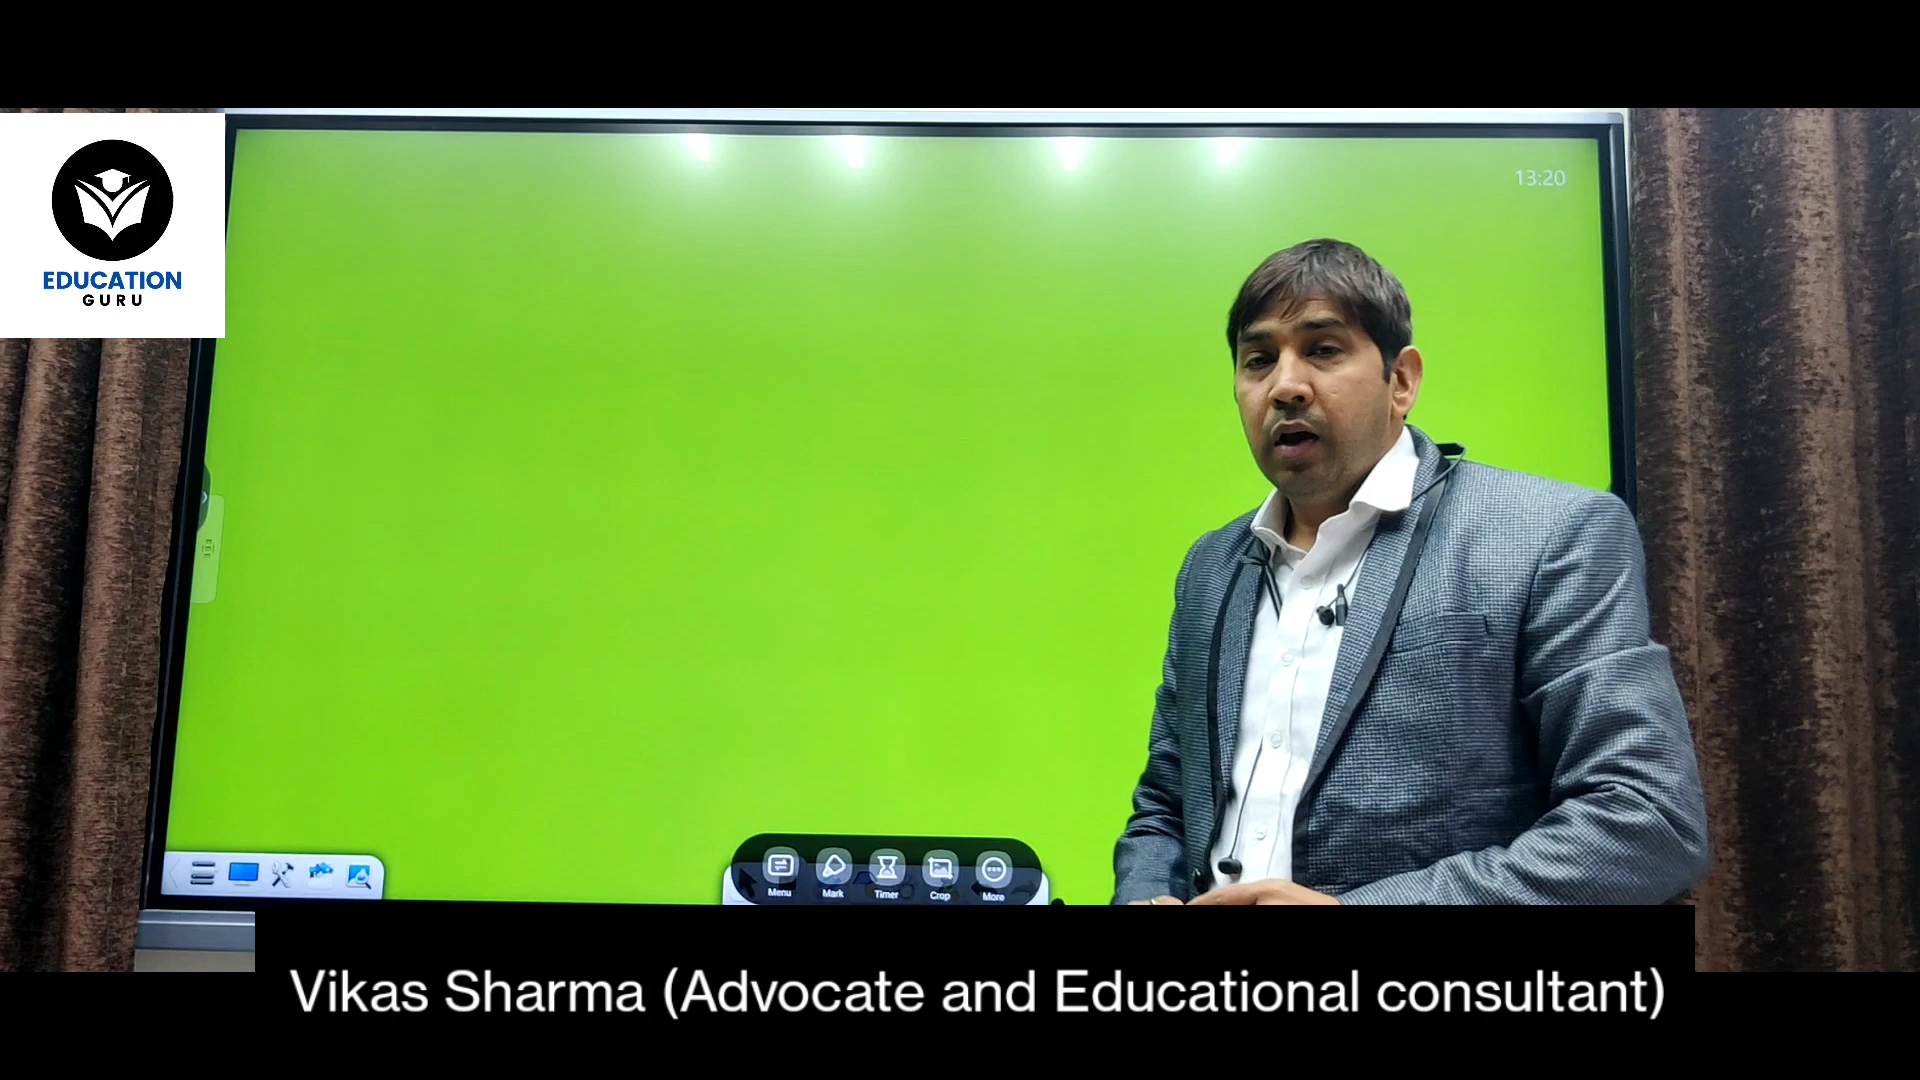 EDUCATION
GURU
13:20
Menu
Mark
Timer
Crop
More
Vikas Sharma (Advocate and Educational consultant)